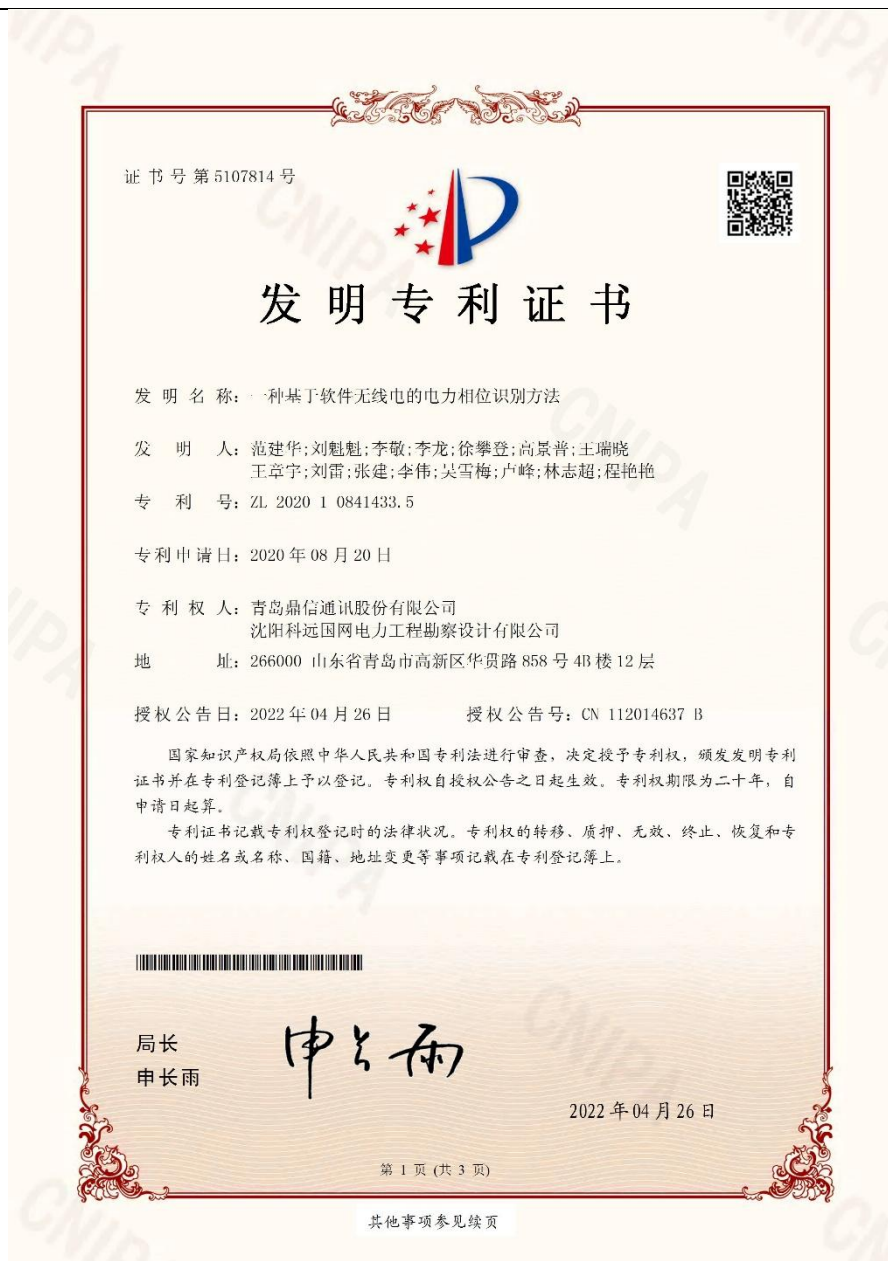 证书号第5107814号
发明专利证书
发明名称：一种基于软件无线电的电力相位识别方法
发明人：范建华;刘魁魁;李敬;李龙;徐攀登;高景普;王瑞晓
王章宇;刘雷;张建;李伟;吴雪梅;卢峰;林志超;程艳艳
专利号：ZL 2020 1 0841433.5
专利申请日：2020年08月20日
专利权人：青岛鼎信通讯股份有限公司
沈阳科远国网电力工程勘察设计有限公司
地址：266000 山东省青岛市高新区华贯路858号4B楼12层
授权公告日：2022年04月26日 授权公告号：CN 112014637 B
国家知识产权局依照中华人民共和国专利法进行审查，决定授予专利权，颁发发明专利
证书并在专利登记簿上予以登记。专利权自授权公告之日起生效。专利权期限为二十年，自
申请日起算。
专利证书记载专利权登记时的法律状况。专利权的转移、质押、无效、终止、恢复和专
利权人的姓名或名称、国籍、地址变更等事项记载在专利登记簿上。
局长
申长雨
申长雨
2022年04月26日
第 1 页 (共 3 页)
其他事项参见续页
CNIPA